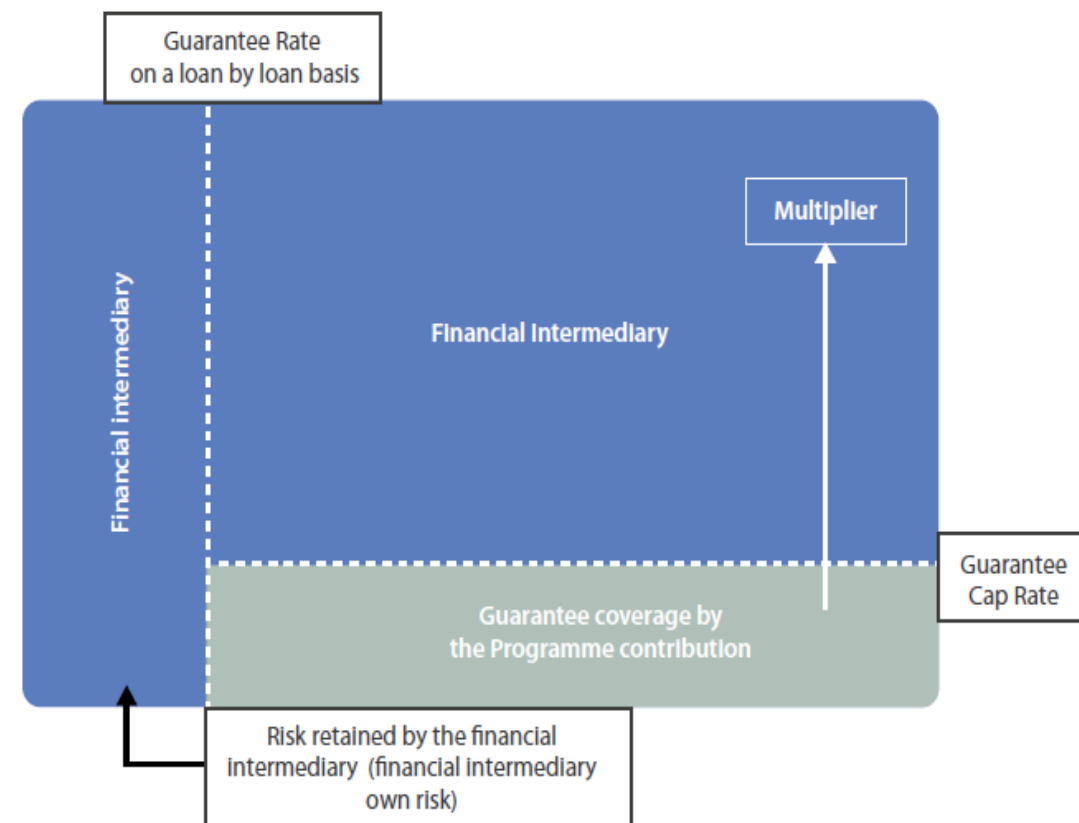 Guarantee Rate
on a loan by loan basis
Multiplier
Financial intermediary
Financial Intermediary
Guarantee
Cap Rate
Guarantee coverage by
the Programme contribution
Risk retained by the financial
intermediary (financial intermediary
own risk)